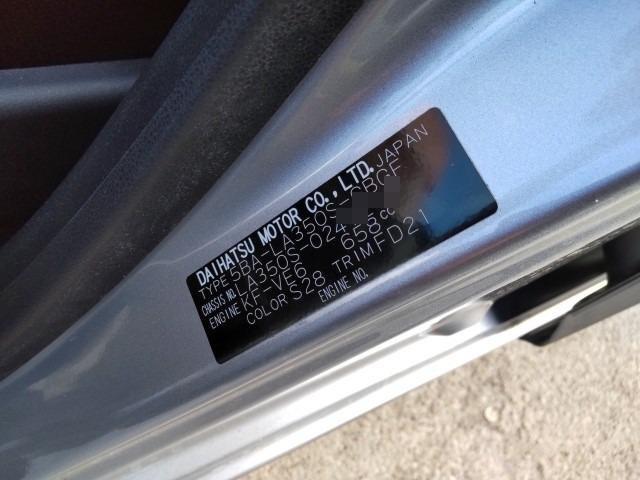 DAIHATSU MOTOR CO., LTD. JAPAN
TYPE 5BA-LA350S-GBGF
CHASSIS NO. LA350S-024
ENGINE KF-VE6 658cc
COLOR S28 TRIM FD21
ENGINE NO.